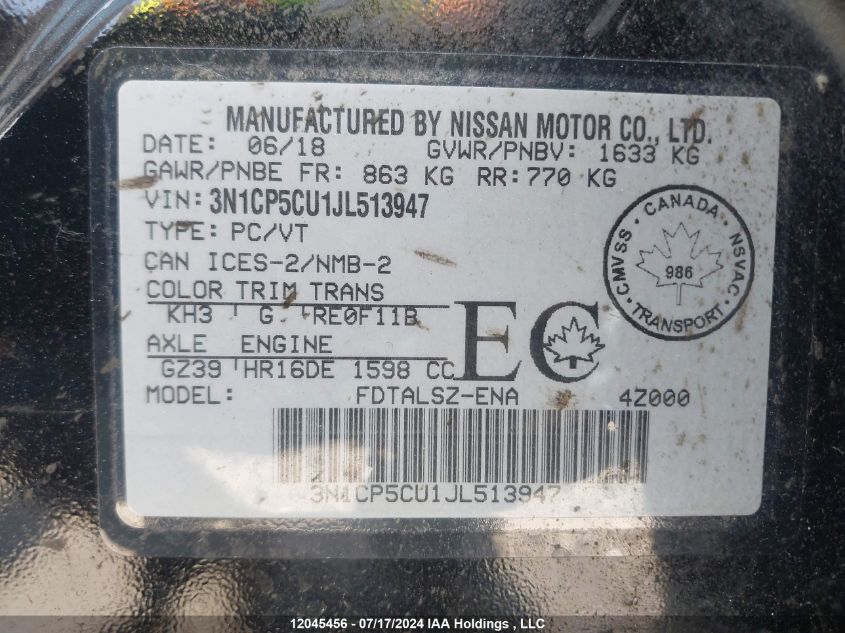 MANUFACTURED BY NISSAN MOTOR CO., LTD.
DATE: 06/18 GVWR/PNBV: 1633 KG
GAWR/PNBE FR: 863 KG RR: 770 KG
VIN: 3N1CP5CU1JL513947
TYPE: PC/VT
CAN ICES-2/NMB-2
COLOR TRIM TRANS
KH3 G RE0F11B
AXLE ENGINE
GZ39 HR16DE 1598 CC
EC
MODEL: FDTALSZ-ENA 4Z000
3N1CP5CU1JL513947
CANADA
CMVSS · NSVAC
986
TRANSPORT
12045456 - 07/17/2024 IAA Holdings , LLC